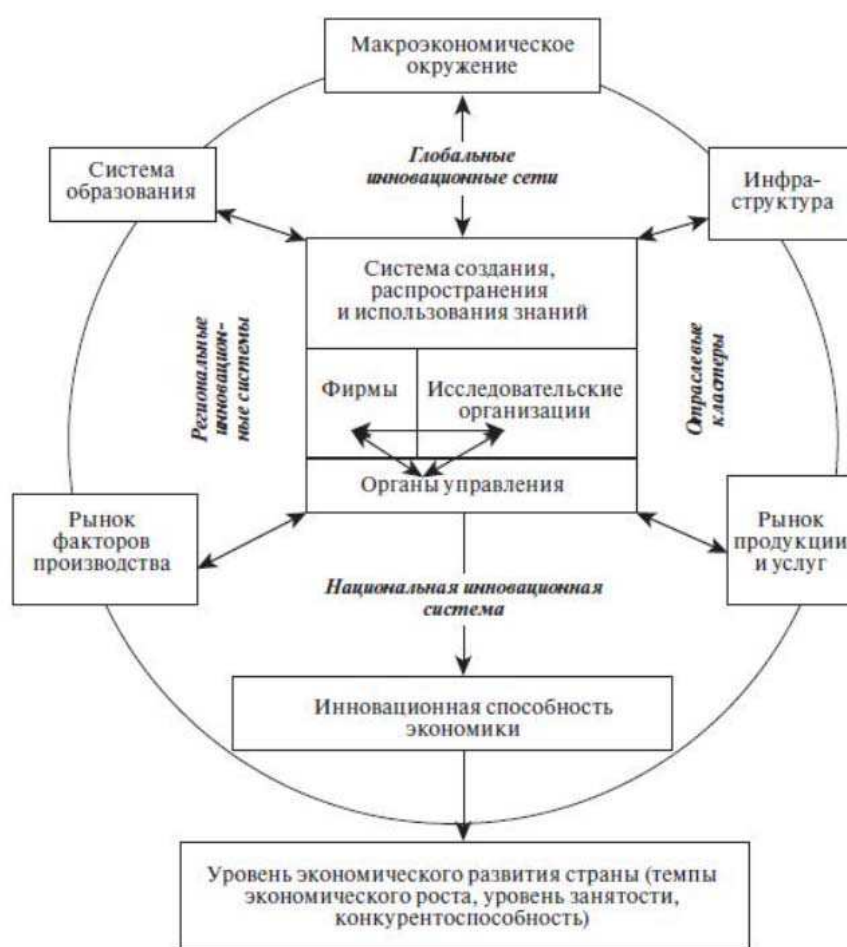 Макроэкономическое
окружение
Глобальные
инновационные сети
Система
образования
Инфра-
структура
Система создания,
распространения
и использования знаний
Региональные
инновацион-
ные системы
Фирмы
Исследовательские
организации
Отраслевые
кластеры
Органы управления
Рынок
факторов
производства
Рынок
продукции
и услуг
Национальная инновационная
система
Инновационная способность
экономики
Уровень экономического развития страны (темпы
экономического роста, уровень занятости,
конкурентоспособность)